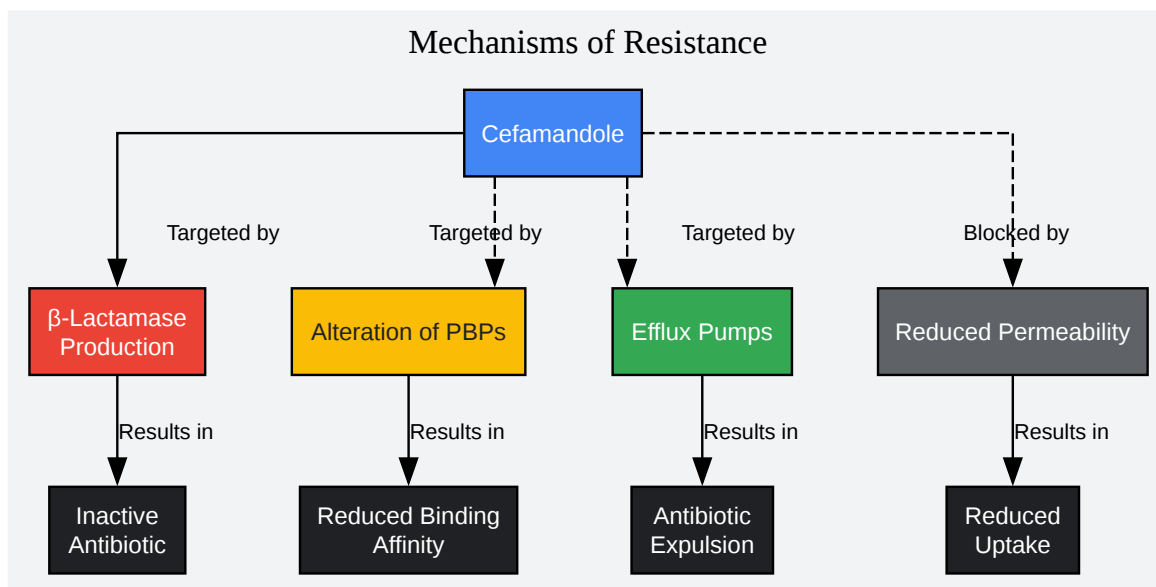 Mechanisms of Resistance
Cefamandole
Targeted by
Targeted by
Targeted by
Blocked by
β-Lactamase
Production
Alteration of PBPs
Efflux Pumps
Reduced Permeability
Results in
Results in
Results in
Results in
Inactive
Antibiotic
Reduced Binding
Affinity
Antibiotic
Expulsion
Reduced
Uptake